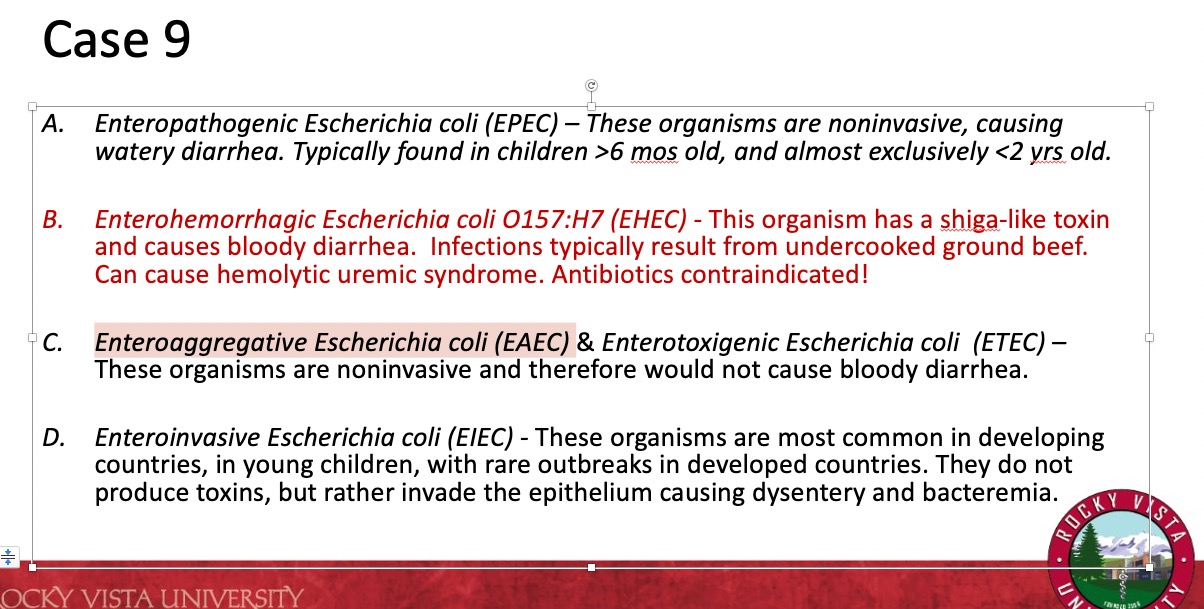 Case 9
A. Enteropathogenic Escherichia coli (EPEC) – These organisms are noninvasive, causing
watery diarrhea. Typically found in children >6 mos old, and almost exclusively <2 yrs old.
B. Enterohemorrhagic Escherichia coli O157:H7 (EHEC) - This organism has a shiga-like toxin
and causes bloody diarrhea.  Infections typically result from undercooked ground beef.
Can cause hemolytic uremic syndrome. Antibiotics contraindicated!
C. Enteroaggregative Escherichia coli (EAEC) & Enterotoxigenic Escherichia coli  (ETEC) –
These organisms are noninvasive and therefore would not cause bloody diarrhea.
D. Enteroinvasive Escherichia coli (EIEC) - These organisms are most common in developing
countries, in young children, with rare outbreaks in developed countries. They do not
produce toxins, but rather invade the epithelium causing dysentery and bacteremia.
ROCKY VISTA
OCKY VISTA UNIVERSITY